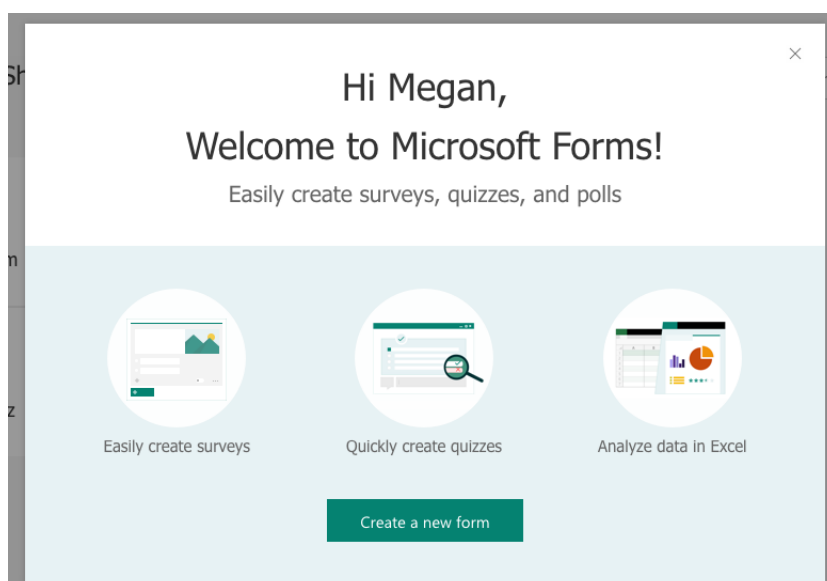 Hi Megan,
Welcome to Microsoft Forms!
Easily create surveys, quizzes, and polls
Easily create surveys
Quickly create quizzes
Analyze data in Excel
Create a new form